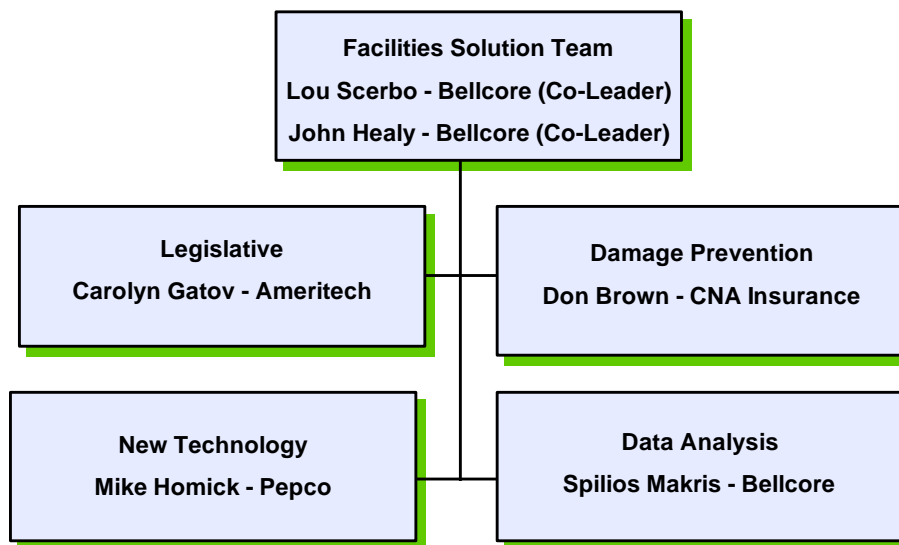 Facilities Solution Team
Lou Scerbo - Bellcore (Co-Leader)
John Healy - Bellcore (Co-Leader)
Legislative
Carolyn Gatov - Ameritech
Damage Prevention
Don Brown - CNA Insurance
New Technology
Mike Homick - Pepco
Data Analysis
Spilios Makris - Bellcore